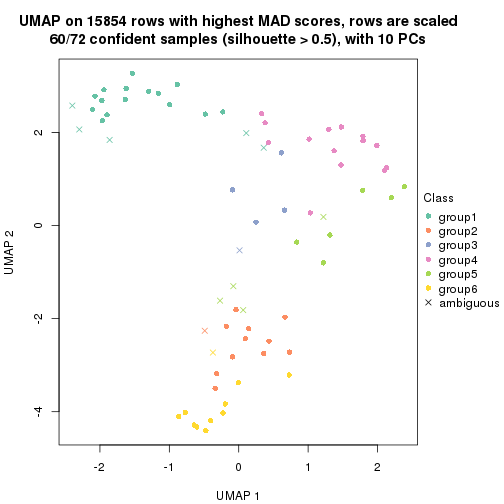 UMAP on 15854 rows with highest MAD scores, rows are scaled
60/72 confident samples (silhouette > 0.5), with 10 PCs
2
0
-2
-4
UMAP 2
-2
-1
0
1
2
UMAP 1
Class
group1
group2
group3
group4
group5
group6
ambiguous